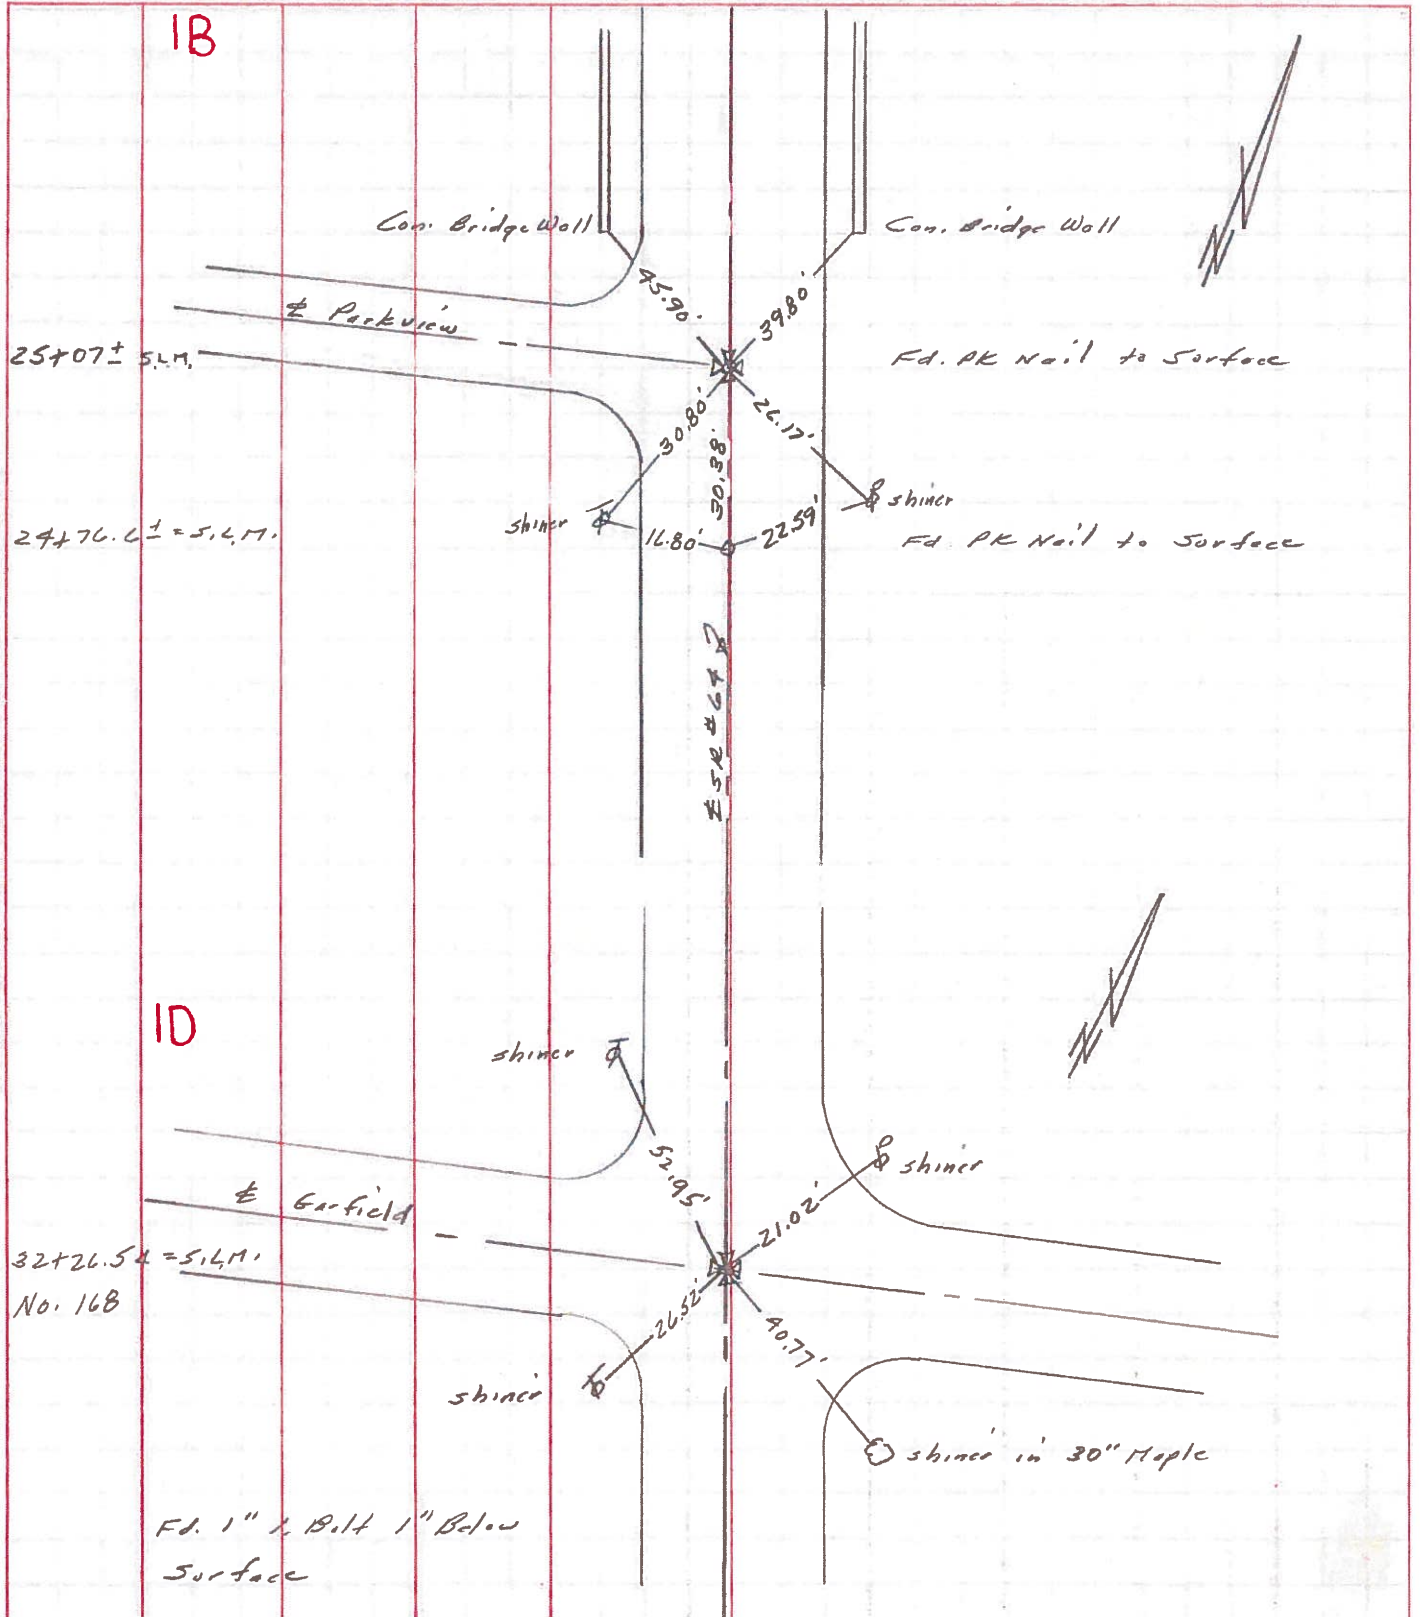 1B
Con. Bridge Wall
Con. Bridge Wall
45.90'
39.80'
℄ Parkview
25+07± S.L.M.
Fd. PK Nail to Surface
30.80'
26.17'
30.38'
shiner
shiner
16.80'
22.59'
24+76.6± = S.L.M.
Fd. PK Nail to Surface
℄ SR #647
N
1D
shiner
52.95'
shiner
21.02'
℄ Garfield
32+26.54 = S.L.M.
No. 168
26.52'
40.77'
shiner
shiner in 30" Maple
Fd. 1" Bolt 1" Below
Surface